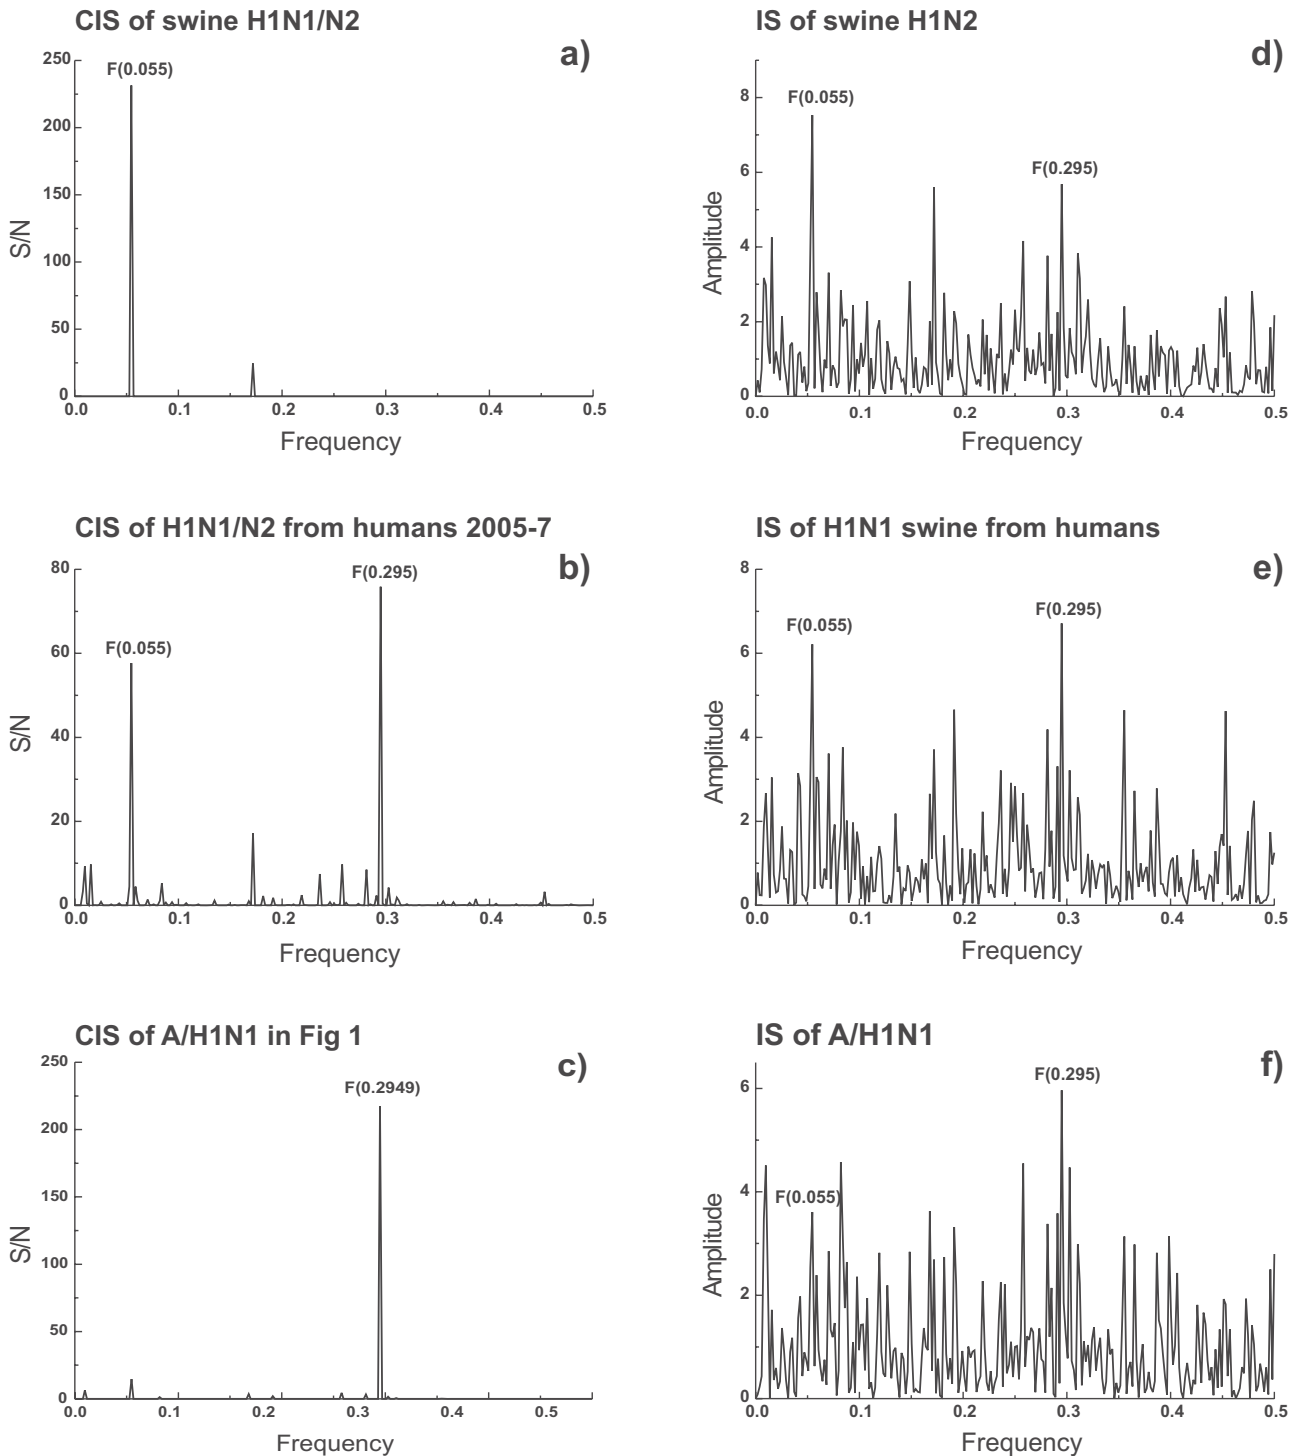 CIS of swine H1N1/N2
a)
F(0.055)
250
200
150
100
50
0
S/N
0.0 0.1 0.2 0.3 0.4 0.5
Frequency
IS of swine H1N2
d)
F(0.055)
F(0.295)
8
6
4
2
0
Amplitude
0.0 0.1 0.2 0.3 0.4 0.5
Frequency
CIS of H1N1/N2 from humans 2005-7
b)
F(0.295)
F(0.055)
80
60
40
20
0
S/N
0.0 0.1 0.2 0.3 0.4 0.5
Frequency
IS of H1N1 swine from humans
e)
F(0.295)
F(0.055)
8
6
4
2
0
Amplitude
0.0 0.1 0.2 0.3 0.4 0.5
Frequency
CIS of A/H1N1 in Fig 1
c)
F(0.2949)
250
200
150
100
50
0
S/N
0.0 0.1 0.2 0.3 0.4 0.5
Frequency
IS of A/H1N1
f)
F(0.295)
F(0.055)
6
4
2
0
Amplitude
0.0 0.1 0.2 0.3 0.4 0.5
Frequency